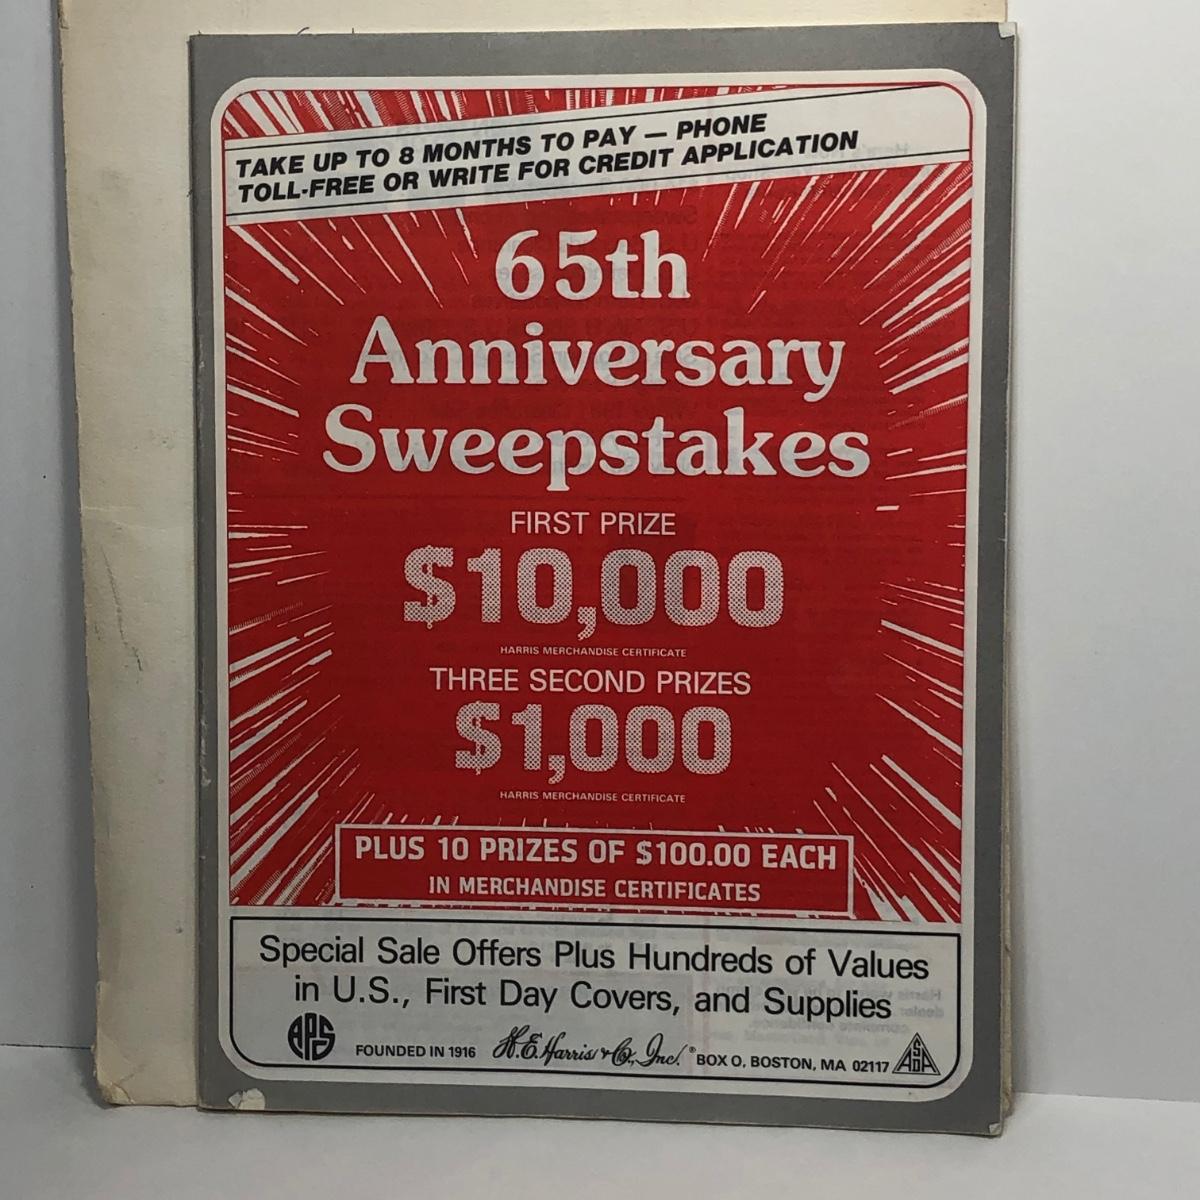 TAKE UP TO 8 MONTHS TO PAY — PHONE
TOLL-FREE OR WRITE FOR CREDIT APPLICATION
65th
Anniversary
Sweepstakes
FIRST PRIZE
$10,000
HARRIS MERCHANDISE CERTIFICATE
THREE SECOND PRIZES
$1,000
HARRIS MERCHANDISE CERTIFICATE
PLUS 10 PRIZES OF $100.00 EACH
IN MERCHANDISE CERTIFICATES
Special Sale Offers Plus Hundreds of Values
in U.S., First Day Covers, and Supplies
APS FOUNDED IN 1916 H.E. Harris & Co., Inc.® BOX O, BOSTON, MA 02117 ASDA